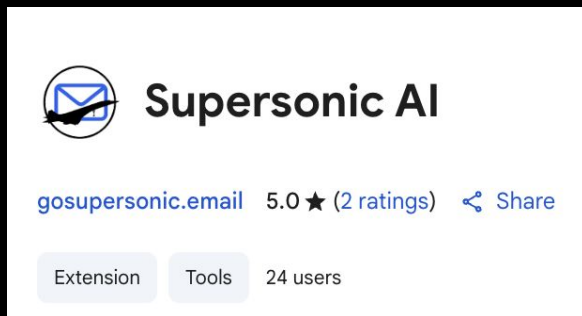 Supersonic AI
gosupersonic.email 5.0 ★ (2 ratings) Share
Extension Tools 24 users